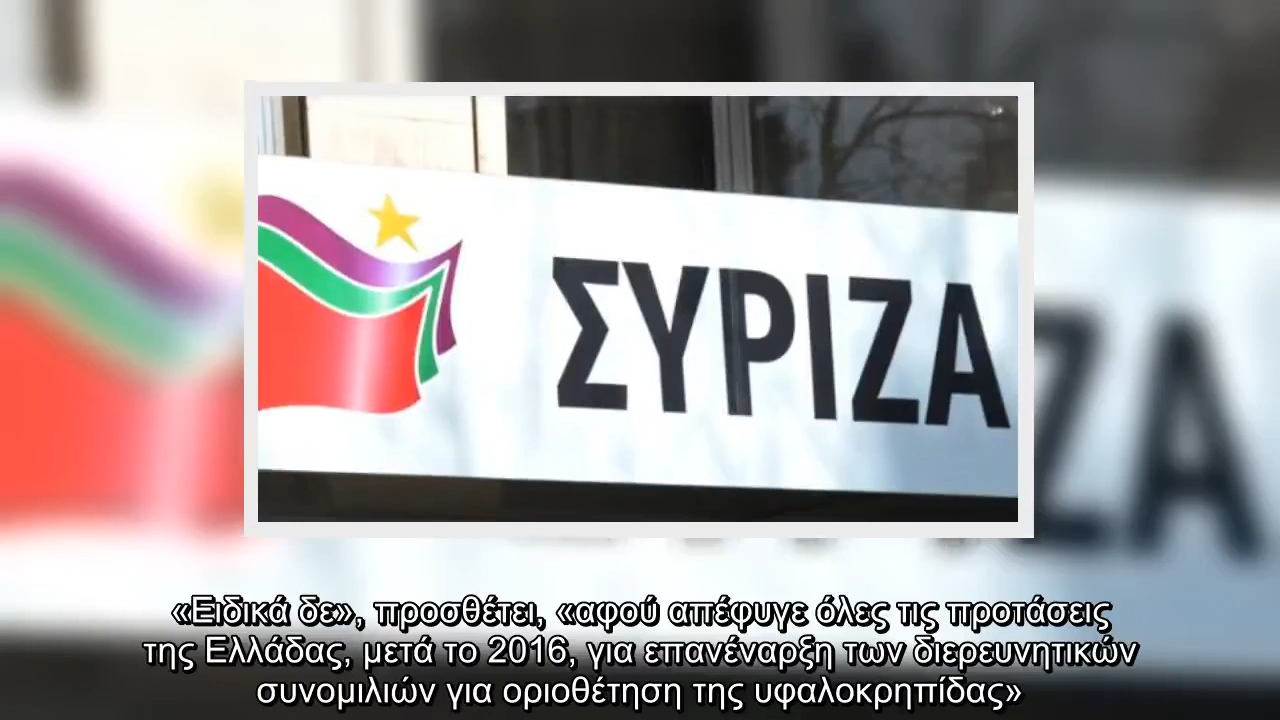 ΣΥΡΙΖΑ
«Ειδικά δε», προσθέτει, «αφού απέφυγε όλες τις προτάσεις
της Ελλάδας, μετά το 2016, για επανέναρξη των διερευνητικών
συνομιλιών για οριοθέτηση της υφαλοκρηπίδας»